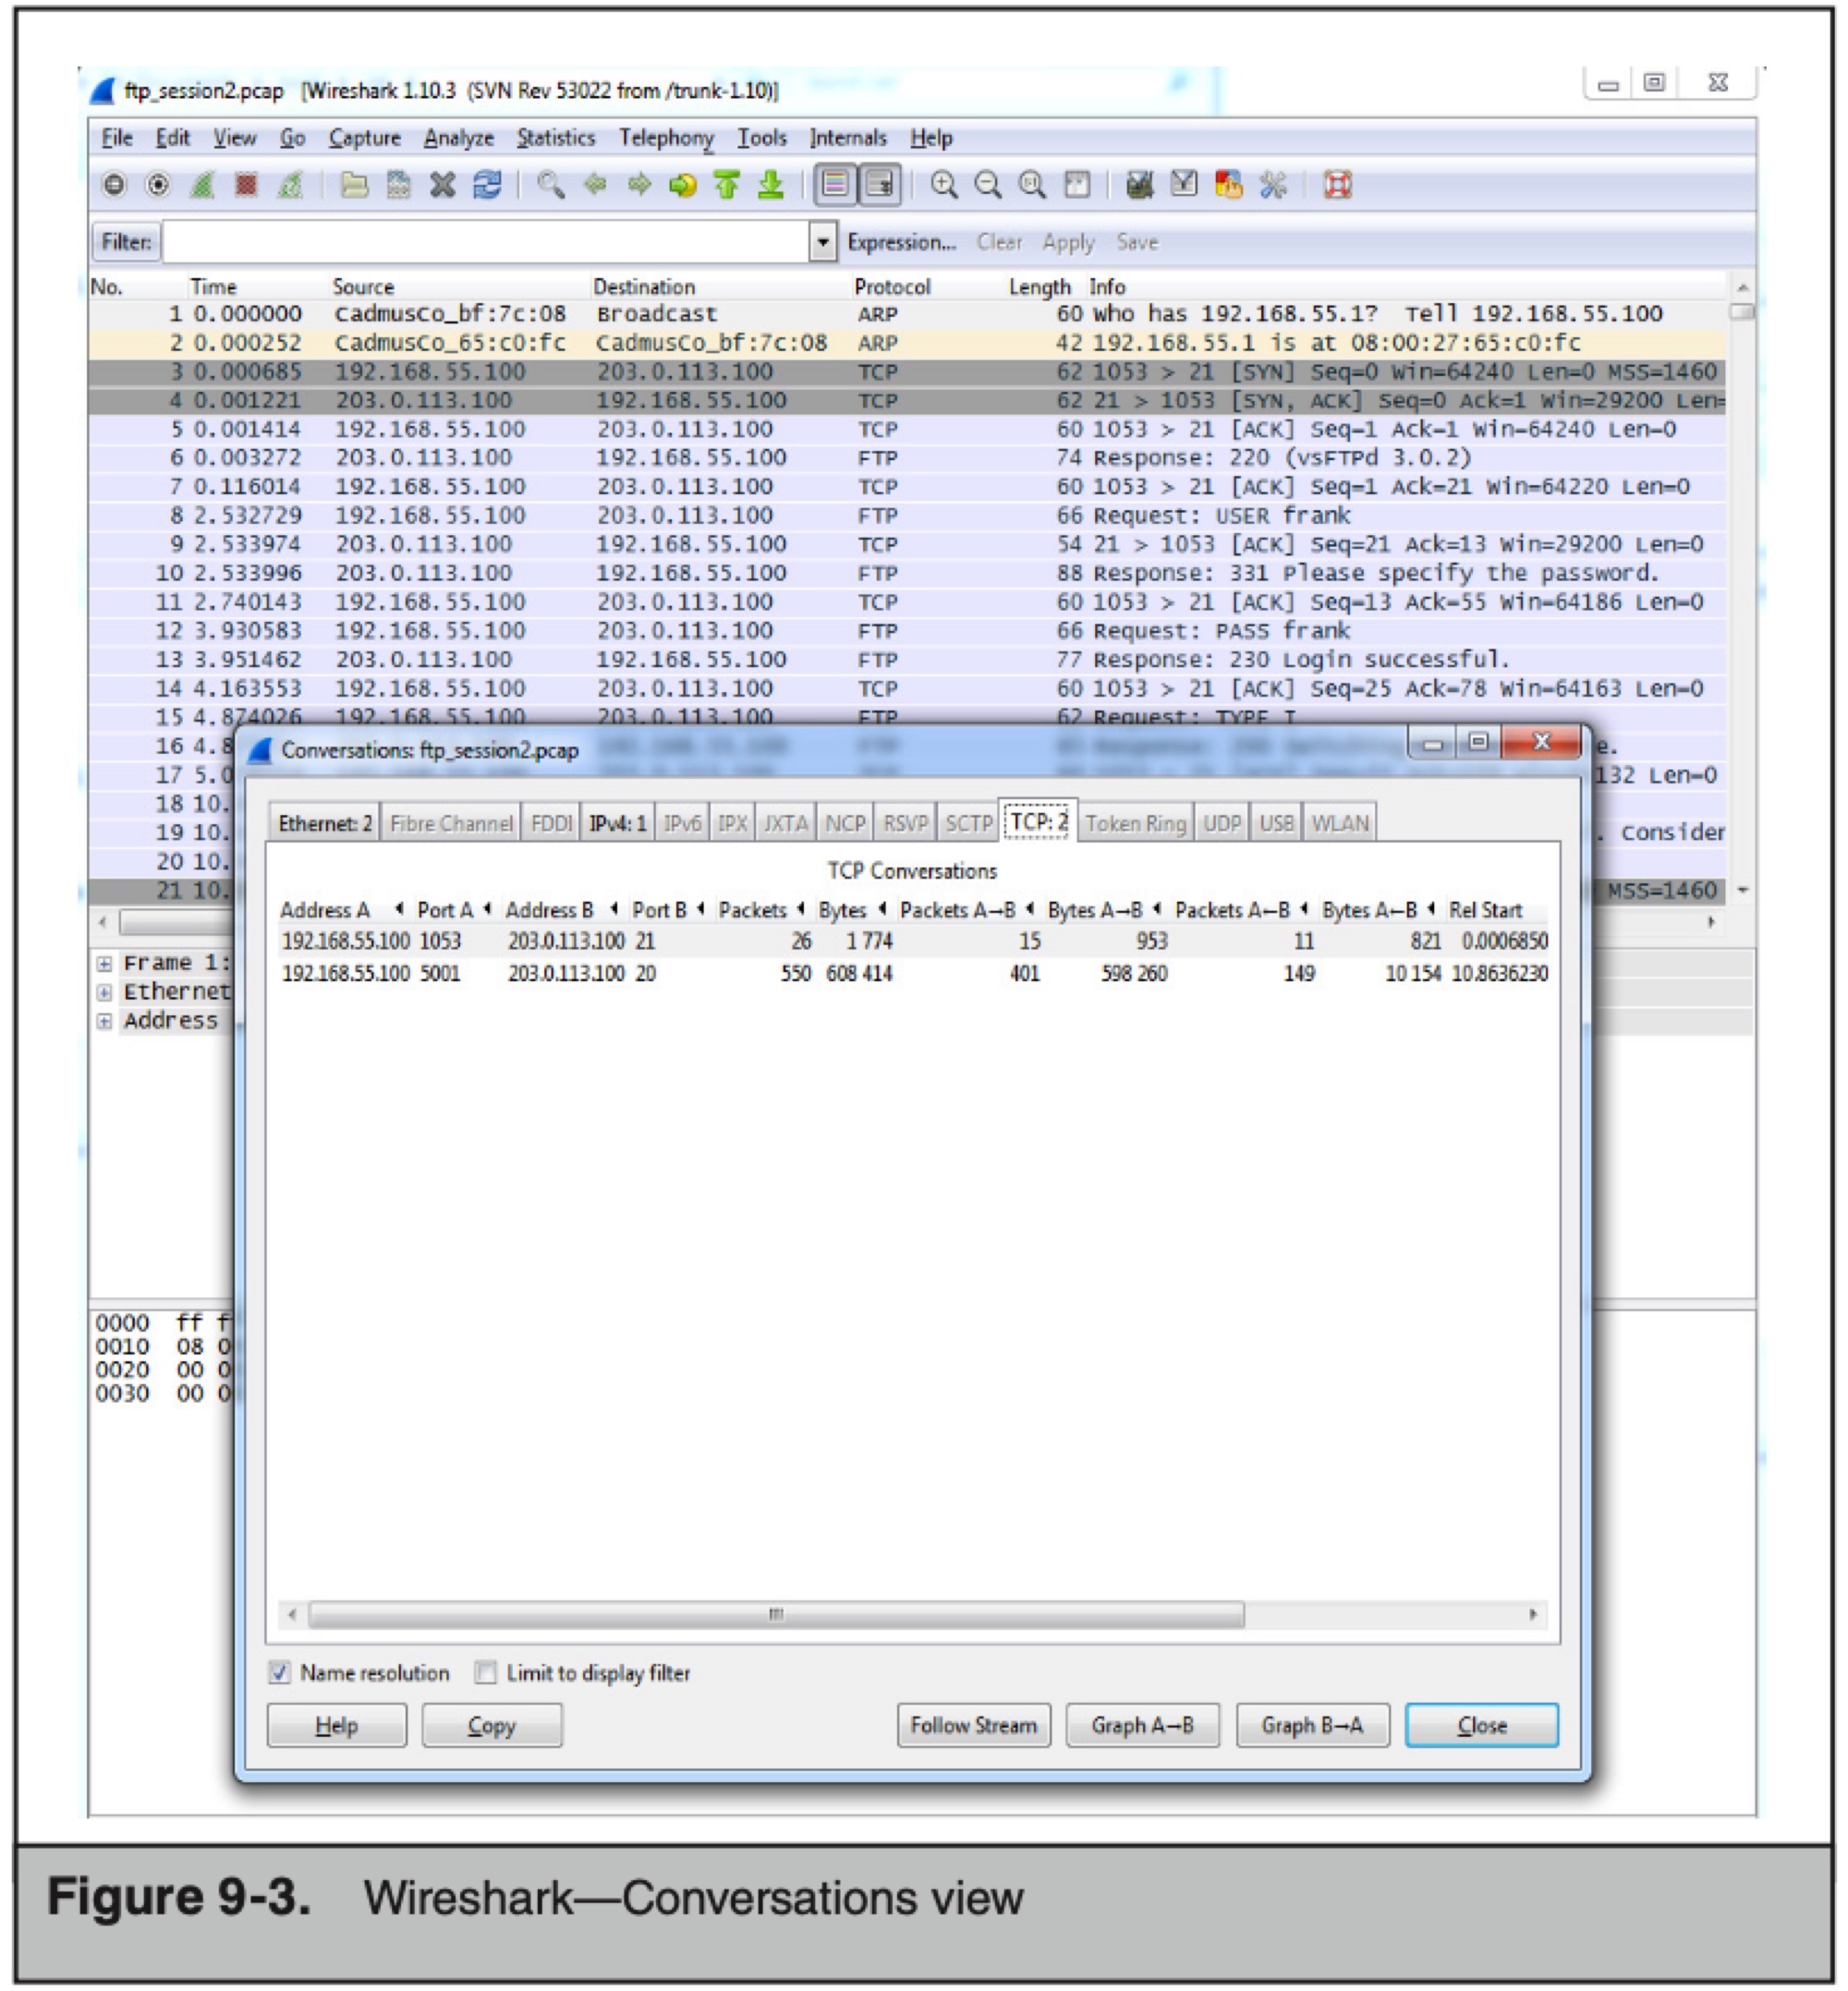 ftp_session2.pcap [Wireshark 1.10.3 (SVN Rev 53022 from /trunk-1.10)]
File Edit View Go Capture Analyze Statistics Telephony Tools Internals Help
Filter: Expression... Clear Apply Save
No. Time Source Destination Protocol Length Info
1 0.000000 CadmusCo_bf:7c:08 Broadcast ARP 60 Who has 192.168.55.1? Tell 192.168.55.100
2 0.000252 CadmusCo_65:c0:fc CadmusCo_bf:7c:08 ARP 42 192.168.55.1 is at 08:00:27:65:c0:fc
3 0.000685 192.168.55.100 203.0.113.100 TCP 62 1053 > 21 [SYN] Seq=0 Win=64240 Len=0 MSS=1460
4 0.001221 203.0.113.100 192.168.55.100 TCP 62 21 > 1053 [SYN, ACK] Seq=0 Ack=1 Win=29200 Len=
5 0.001414 192.168.55.100 203.0.113.100 TCP 60 1053 > 21 [ACK] Seq=1 Ack=1 Win=64240 Len=0
6 0.003272 203.0.113.100 192.168.55.100 FTP 74 Response: 220 (vsFTPd 3.0.2)
7 0.116014 192.168.55.100 203.0.113.100 TCP 60 1053 > 21 [ACK] Seq=1 Ack=21 Win=64220 Len=0
8 2.532729 192.168.55.100 203.0.113.100 FTP 66 Request: USER frank
9 2.533974 203.0.113.100 192.168.55.100 TCP 54 21 > 1053 [ACK] Seq=21 Ack=13 Win=29200 Len=0
10 2.533996 203.0.113.100 192.168.55.100 FTP 88 Response: 331 Please specify the password.
11 2.740143 192.168.55.100 203.0.113.100 TCP 60 1053 > 21 [ACK] Seq=13 Ack=55 Win=64186 Len=0
12 3.930583 192.168.55.100 203.0.113.100 FTP 66 Request: PASS frank
13 3.951462 203.0.113.100 192.168.55.100 FTP 77 Response: 230 Login successful.
14 4.163553 192.168.55.100 203.0.113.100 TCP 60 1053 > 21 [ACK] Seq=25 Ack=78 Win=64163 Len=0
15 4.874026 192.168.55.100 203.0.113.100 FTP 62 Request: TYPE I
16 4.8 e.
17 5.0 132 Len=0
18 10.
19 10. . Consider
20 10.
21 10. MSS=1460
Conversations: ftp_session2.pcap
Ethernet: 2 Fibre Channel FDDI IPv4: 1 IPv6 IPX JXTA NCP RSVP SCTP TCP: 2 Token Ring UDP USB WLAN
TCP Conversations
Address A Port A Address B Port B Packets Bytes Packets A→B Bytes A→B Packets A←B Bytes A←B Rel Start
192.168.55.100 1053 203.0.113.100 21 26 1 774 15 953 11 821 0.0006850
192.168.55.100 5001 203.0.113.100 20 550 608 414 401 598 260 149 10 154 10.8636230
Frame 1:
Ethernet
Address
0000 ff f
0010 08 0
0020 00 0
0030 00 0
Name resolution Limit to display filter
Help Copy Follow Stream Graph A→B Graph B→A Close
Figure 9-3. Wireshark—Conversations view